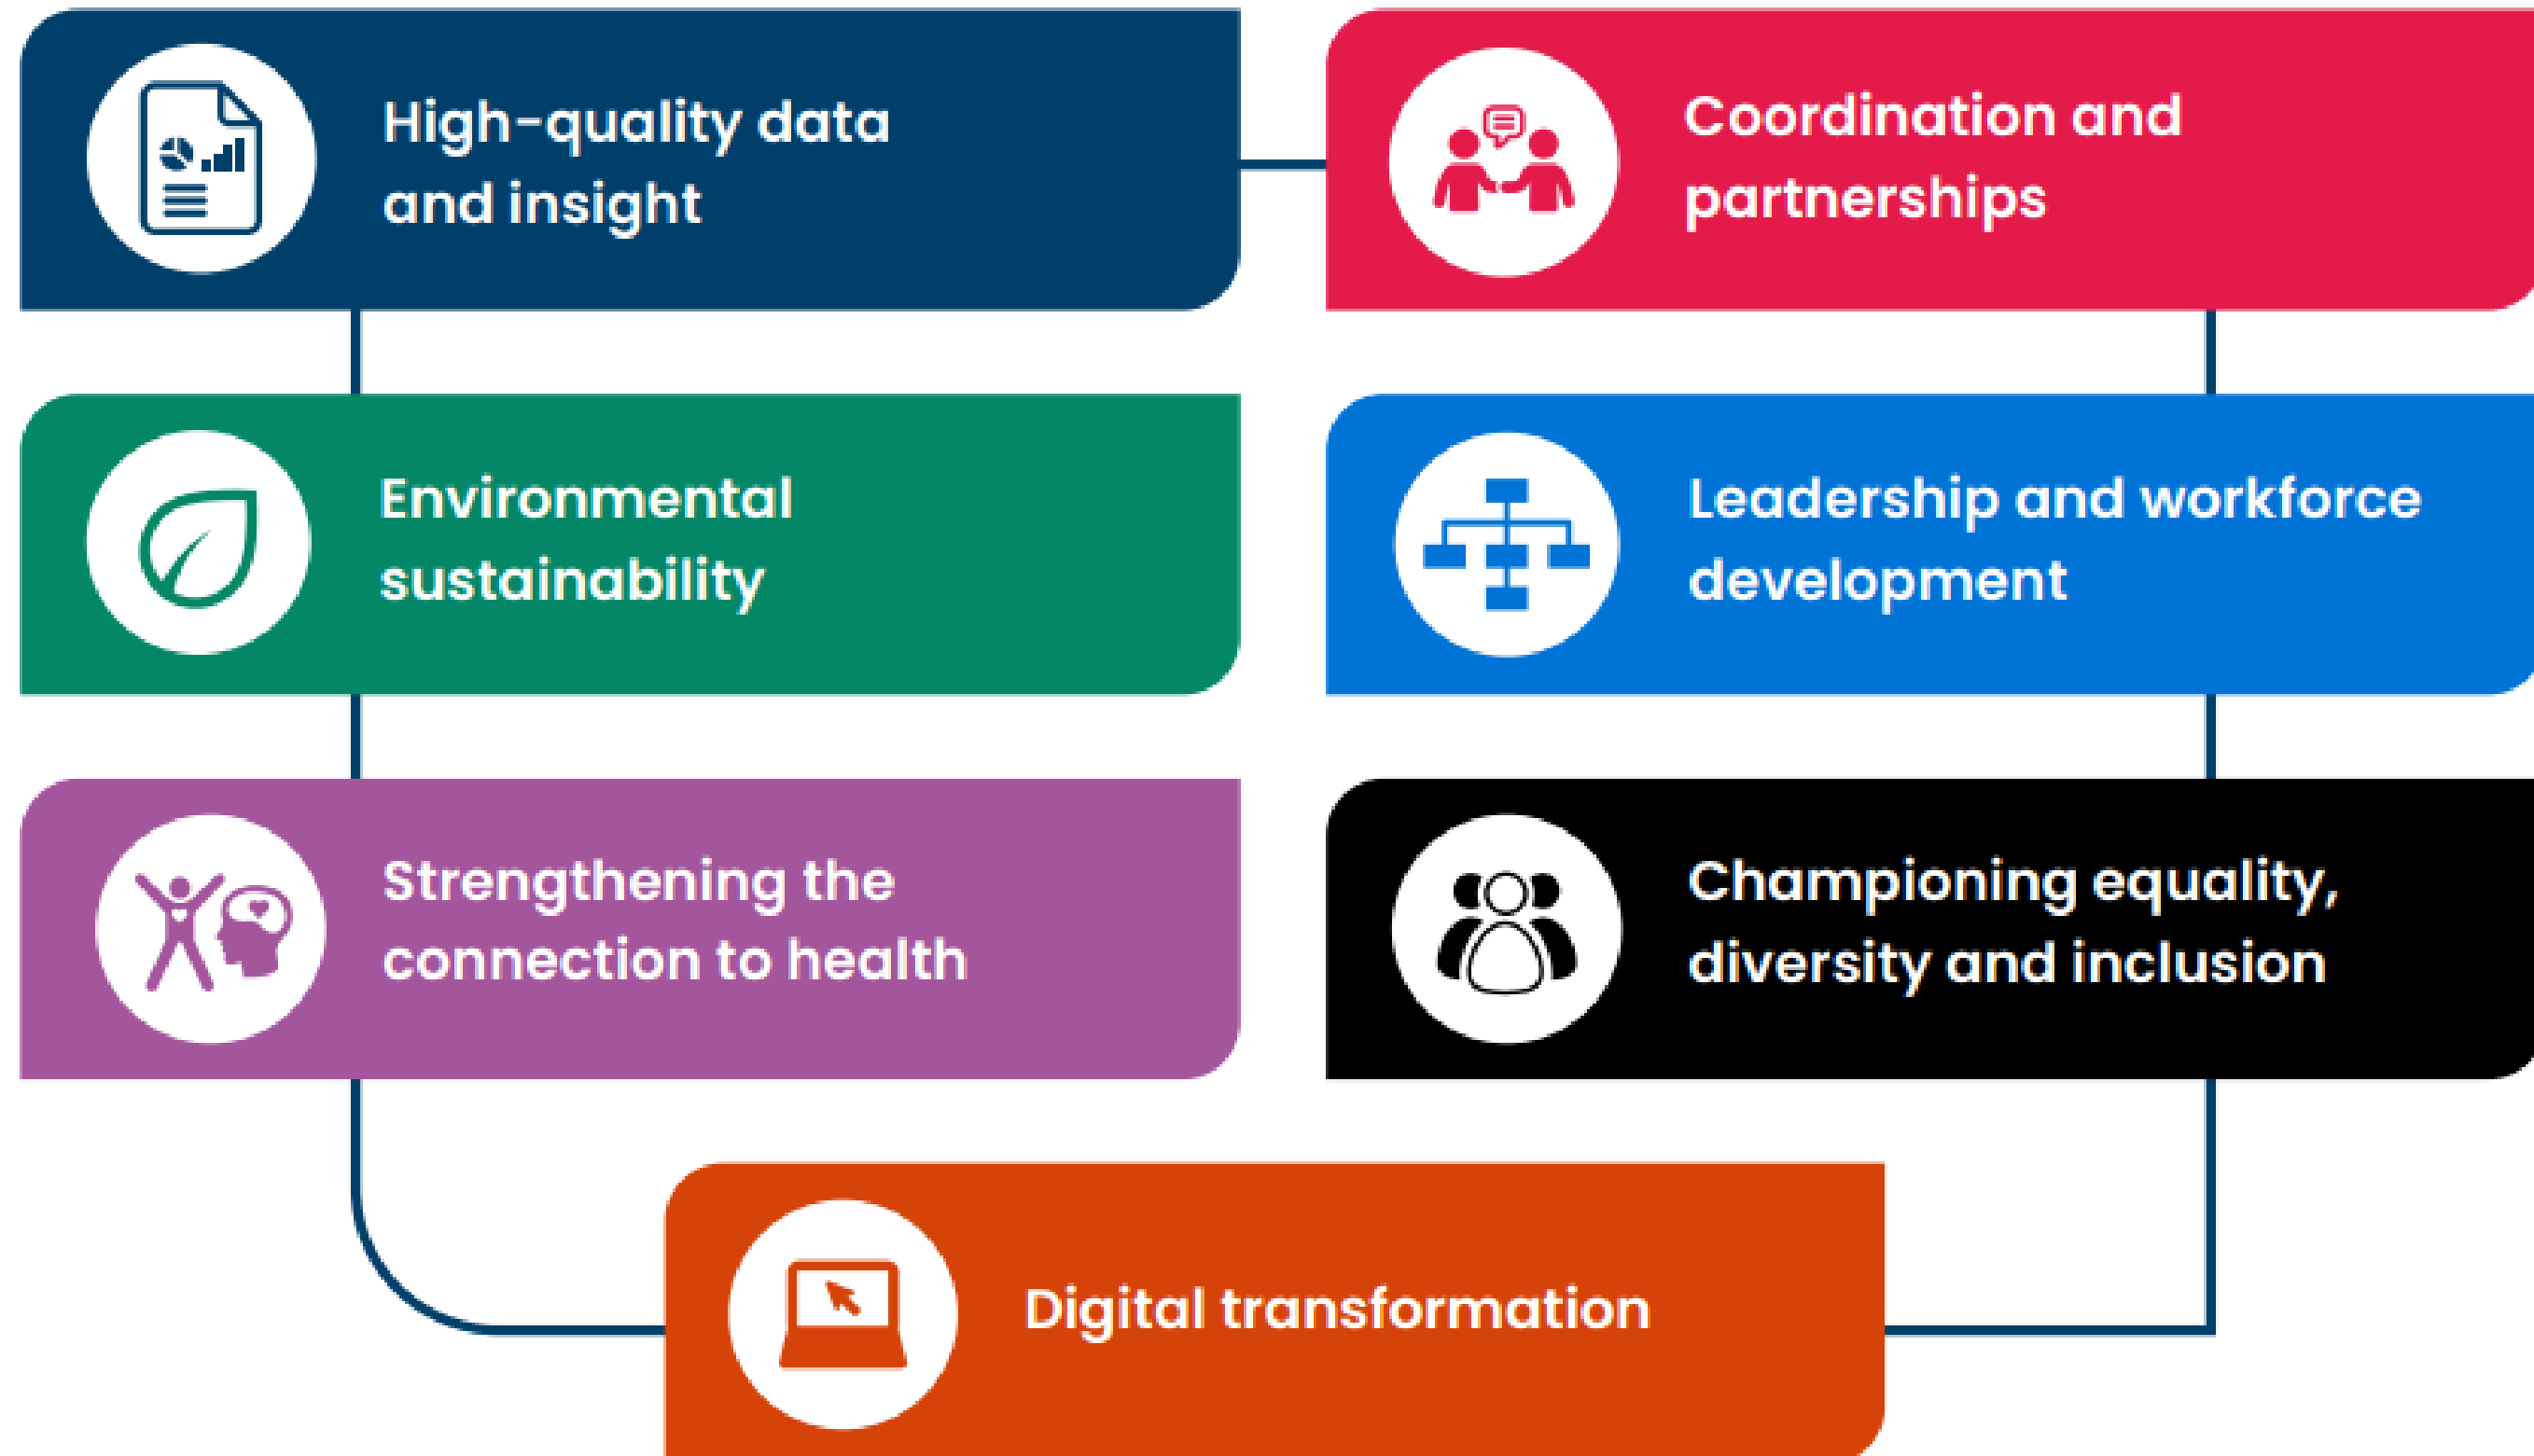 High-quality data
and insight
Coordination and
partnerships
Environmental
sustainability
Leadership and workforce
development
Strengthening the
connection to health
Championing equality,
diversity and inclusion
Digital transformation